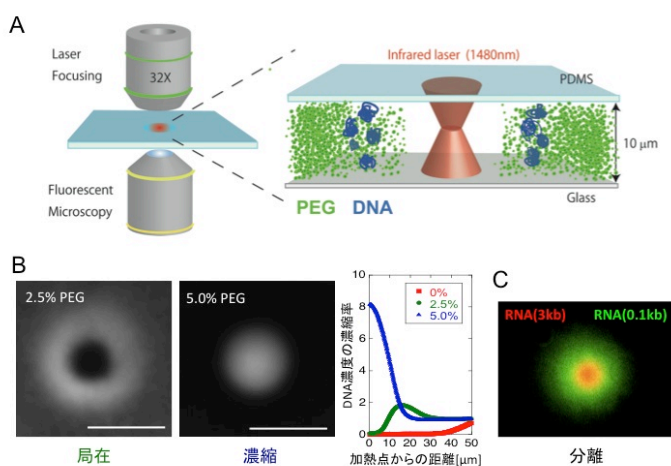 A
Laser
Focusing
32X
Fluorescent
Microscopy
Infrared laser (1480nm)
PDMS
10 μm
Glass
PEG DNA
B
2.5% PEG
局在
5.0% PEG
濃縮
DNA濃度の濃縮率
10
8
6
4
2
0
0%
2.5%
5.0%
0 10 20 30 40 50
加熱点からの距離[μm]
C
RNA(3kb) RNA(0.1kb)
分離